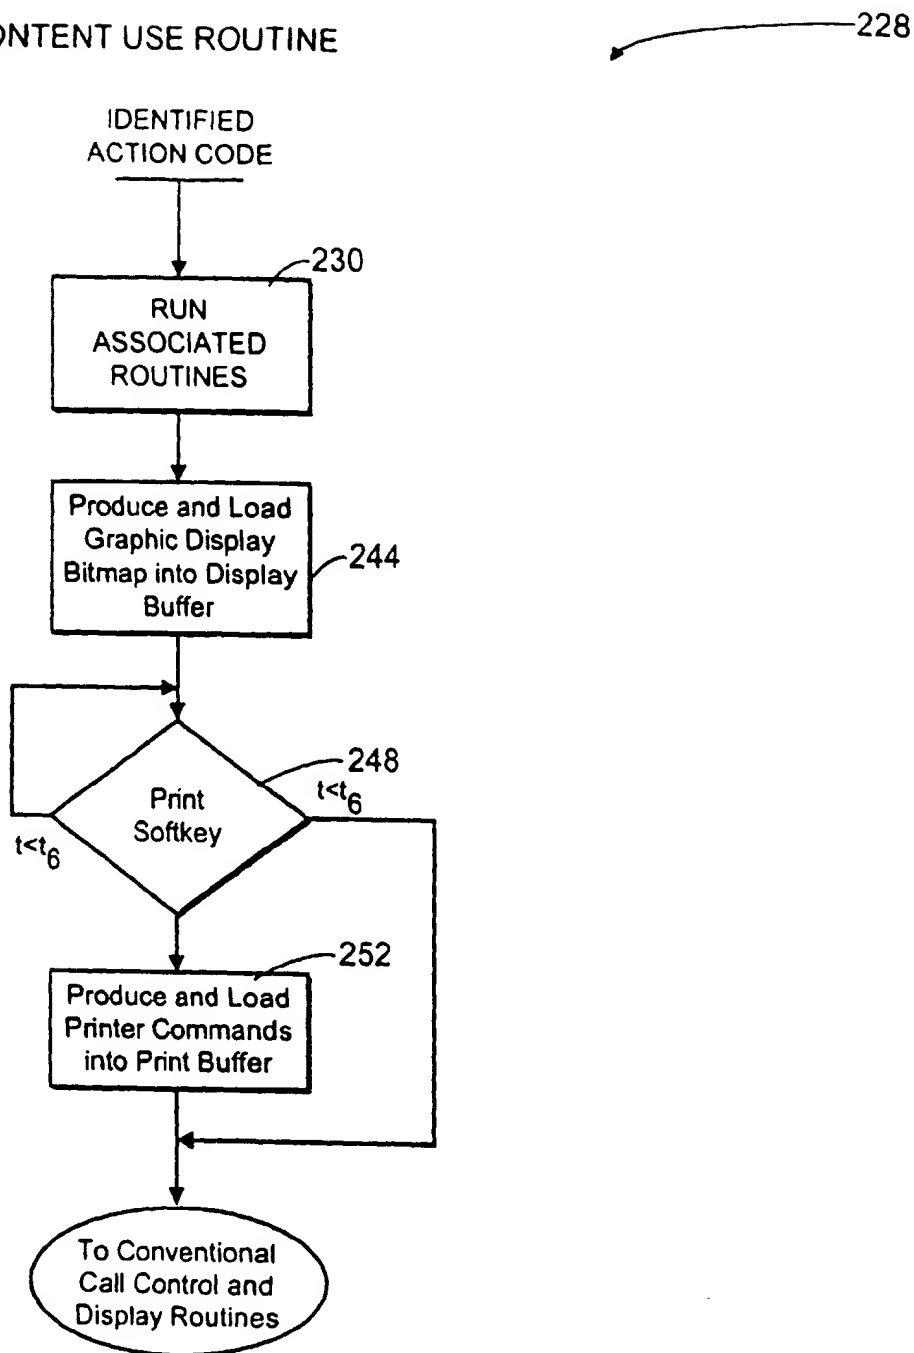 ONTENT USE ROUTINE
228
IDENTIFIED
ACTION CODE
230
RUN
ASSOCIATED
ROUTINES
Produce and Load
Graphic Display
Bitmap into Display
Buffer
244
248
t<t6
Print
Softkey
t<t6
252
Produce and Load
Printer Commands
into Print Buffer
To Conventional
Call Control and
Display Routines